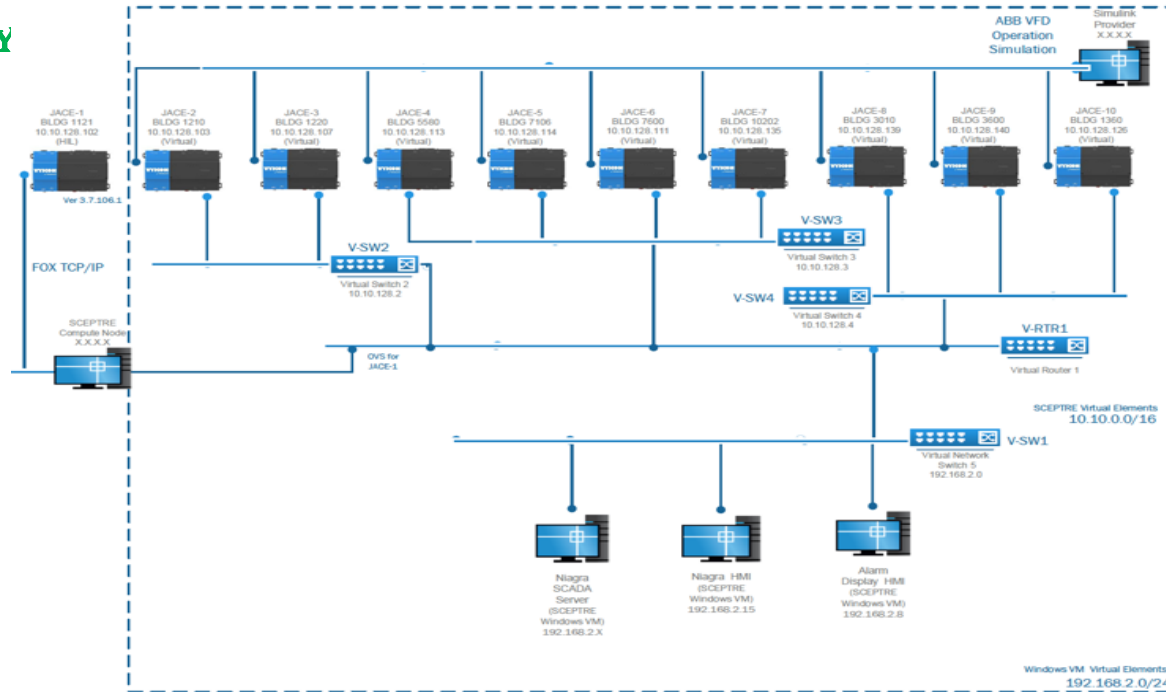 Y
ABB VFD
Operation
Simulation
Simulink
Provider
X.X.X.X
JACE-1
BLDG 1121
10.10.128.102
(HIL)
JACE-2
BLDG 1210
10.10.128.103
(Virtual)
JACE-3
BLDG 1220
10.10.128.107
(Virtual)
JACE-4
BLDG 5580
10.10.128.113
(Virtual)
JACE-5
BLDG 7106
10.10.128.114
(Virtual)
JACE-6
BLDG 7600
10.10.128.111
(Virtual)
JACE-7
BLDG 10202
10.10.128.135
(Virtual)
JACE-8
BLDG 3010
10.10.128.139
(Virtual)
JACE-9
BLDG 3600
10.10.128.140
(Virtual)
JACE-10
BLDG 1360
10.10.128.126
(Virtual)
Ver 3.7.106.1
FOX TCP/IP
V-SW2
Virtual Switch 2
10.10.128.2
V-SW3
Virtual Switch 3
10.10.128.3
V-SW4
Virtual Switch 4
10.10.128.4
SCEPTRE
Compute Node
X.X.X.X
OVS for
JACE-1
V-RTR1
Virtual Router 1
SCEPTRE Virtual Elements
10.10.0.0/16
V-SW1
Virtual Network
Switch 5
192.168.2.0
Niagra
SCADA
Server
(SCEPTRE
Windows VM)
192.168.2.X
Niagra HMI
(SCEPTRE
Windows VM)
192.168.2.15
Alarm
Display HMI
(SCEPTRE
Windows VM)
192.168.2.8
Windows VM Virtual Elements
192.168.2.0/24